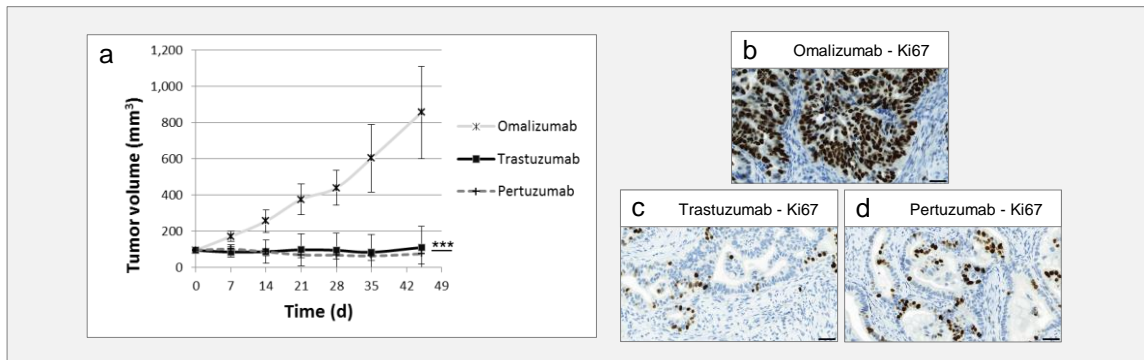 a
1,200
1,000
800
600
400
200
0
Tumor volume (mm³)
0 7 14 21 28 35 42 49
Time (d)
Omalizumab
Trastuzumab
Pertuzumab
***
b Omalizumab - Ki67
c Trastuzumab - Ki67
d Pertuzumab - Ki67